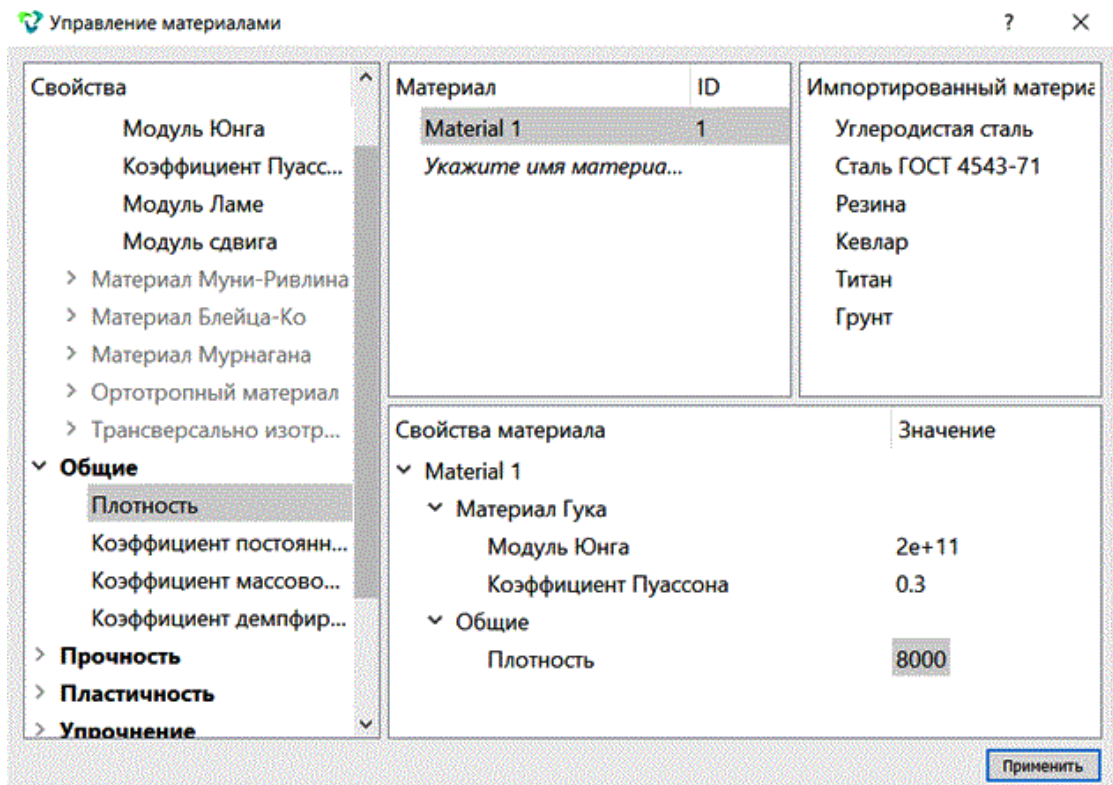 Управление материалами
?
Свойства
Модуль Юнга
Коэффициент Пуасс...
Модуль Ламе
Модуль сдвига
Материал Муни-Ривлина
Материал Блейца-Ко
Материал Мурнагана
Ортотропный материал
Трансверсально изотр...
Общие
Плотность
Коэффициент постоянн...
Коэффициент массово...
Коэффициент демпфир...
Прочность
Пластичность
Упрочнение
Материал ID
Material 1 1
Укажите имя материа...
Импортированный материа
Углеродистая сталь
Сталь ГОСТ 4543-71
Резина
Кевлар
Титан
Грунт
Свойства материала Значение
Material 1
Материал Гука
Модуль Юнга 2e+11
Коэффициент Пуассона 0.3
Общие
Плотность 8000
Применить